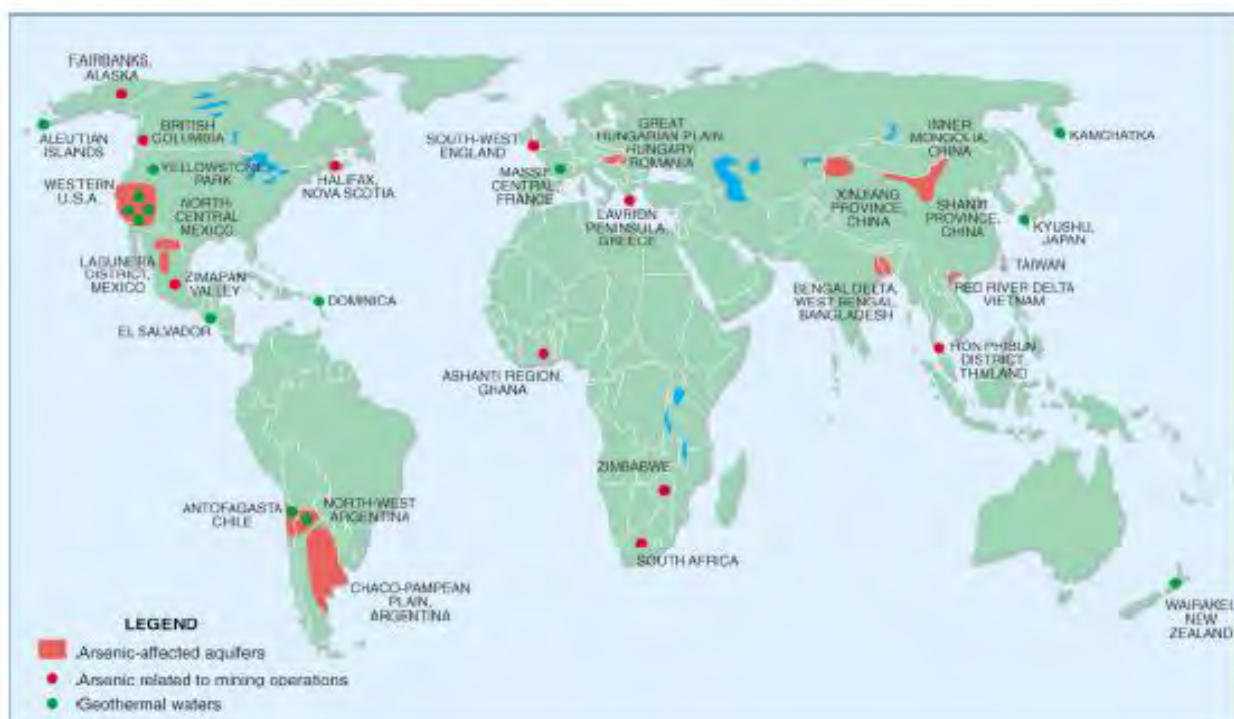 FAIRBANKS,
ALASKA
ALEUTIAN
ISLANDS
BRITISH
COLUMBIA
YELLOWSTONE
PARK
HALIFAX,
NOVA SCOTIA
WESTERN
U.S.A.
NORTH
CENTRAL
MEXICO
LAGUNERA
DISTRICT,
MEXICO
ZIMAPAN
VALLEY
DOMINICA
EL SALVADOR
SOUTH-WEST
ENGLAND
MASSIF
CENTRAL,
FRANCE
GREAT
HUNGARIAN PLAIN,
HUNGARY
ROMANIA
LAVRION
PENINSULA,
GREECE
INNER
MONGOLIA,
CHINA
KAMCHATKA
XINJIANG
PROVINCE,
CHINA
SHANXI
PROVINCE,
CHINA
KYUSHU,
JAPAN
TAIWAN
BENGAL DELTA,
WEST BENGAL,
BANGLADESH
RED RIVER DELTA
VIETNAM
RON PHIBUN
DISTRICT,
THAILAND
ASHANTI REGION,
GHANA
ZIMBABWE
SOUTH AFRICA
ANTOFAGASTA
CHILE
NORTH-WEST
ARGENTINA
CHACO-PAMPEAN
PLAIN,
ARGENTINA
WAIRAKEI,
NEW
ZEALAND
LEGEND
Arsenic-affected aquifers
Arsenic related to mining operations
Geothermal waters